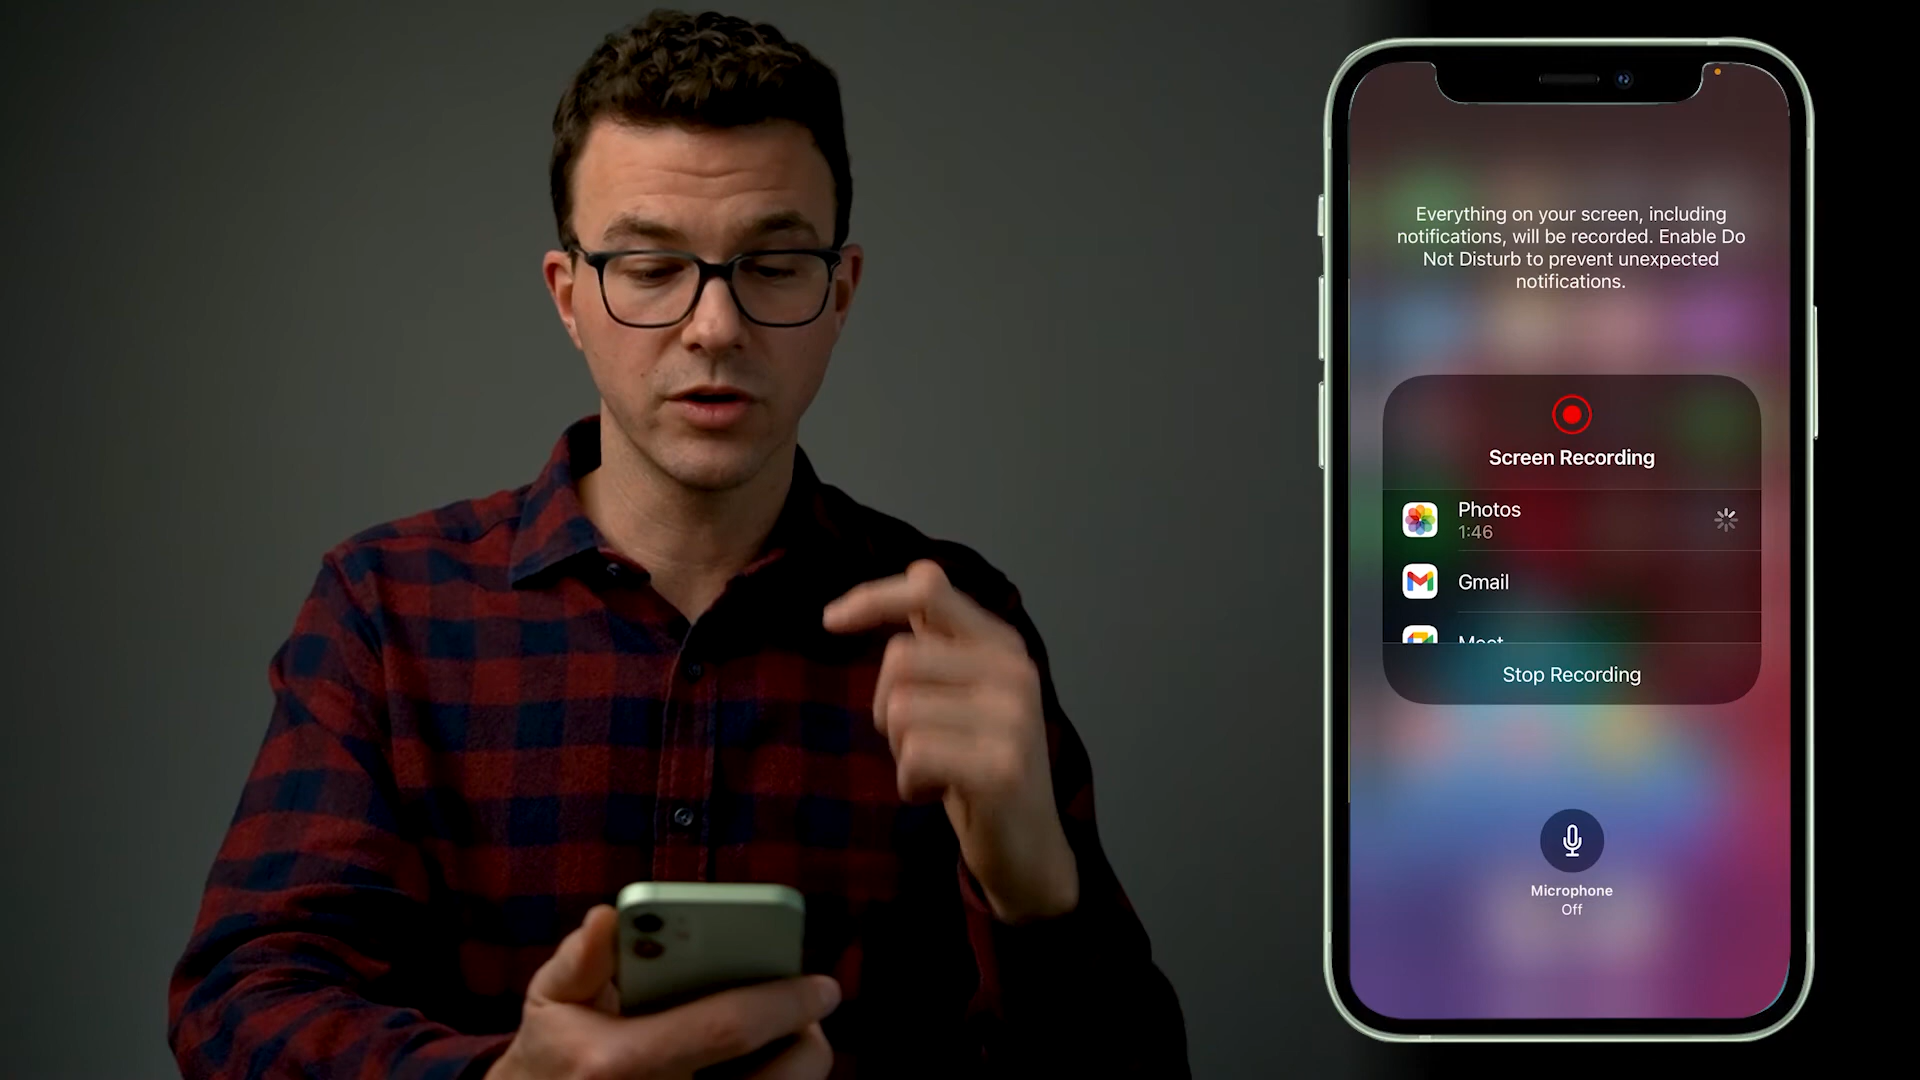 Everything on your screen, including
notifications, will be recorded. Enable Do
Not Disturb to prevent unexpected
notifications.
Screen Recording
Photos
1:46
Gmail
Meet
Stop Recording
Microphone
Off